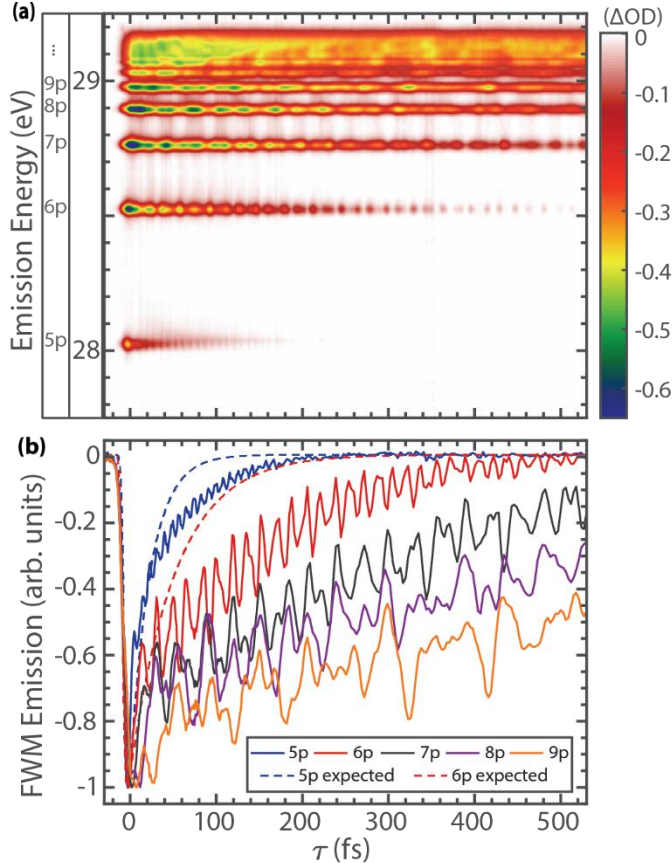 (a)
(ΔOD)
Emission Energy (eV)
...
9p
8p
7p
6p
5p
29
28
0
-0.1
-0.2
-0.3
-0.4
-0.5
-0.6
(b)
FWM Emission (arb. units)
0
-0.2
-0.4
-0.6
-0.8
-1
5p 6p 7p 8p 9p
5p expected 6p expected
0 100 200 300 400 500
τ (fs)